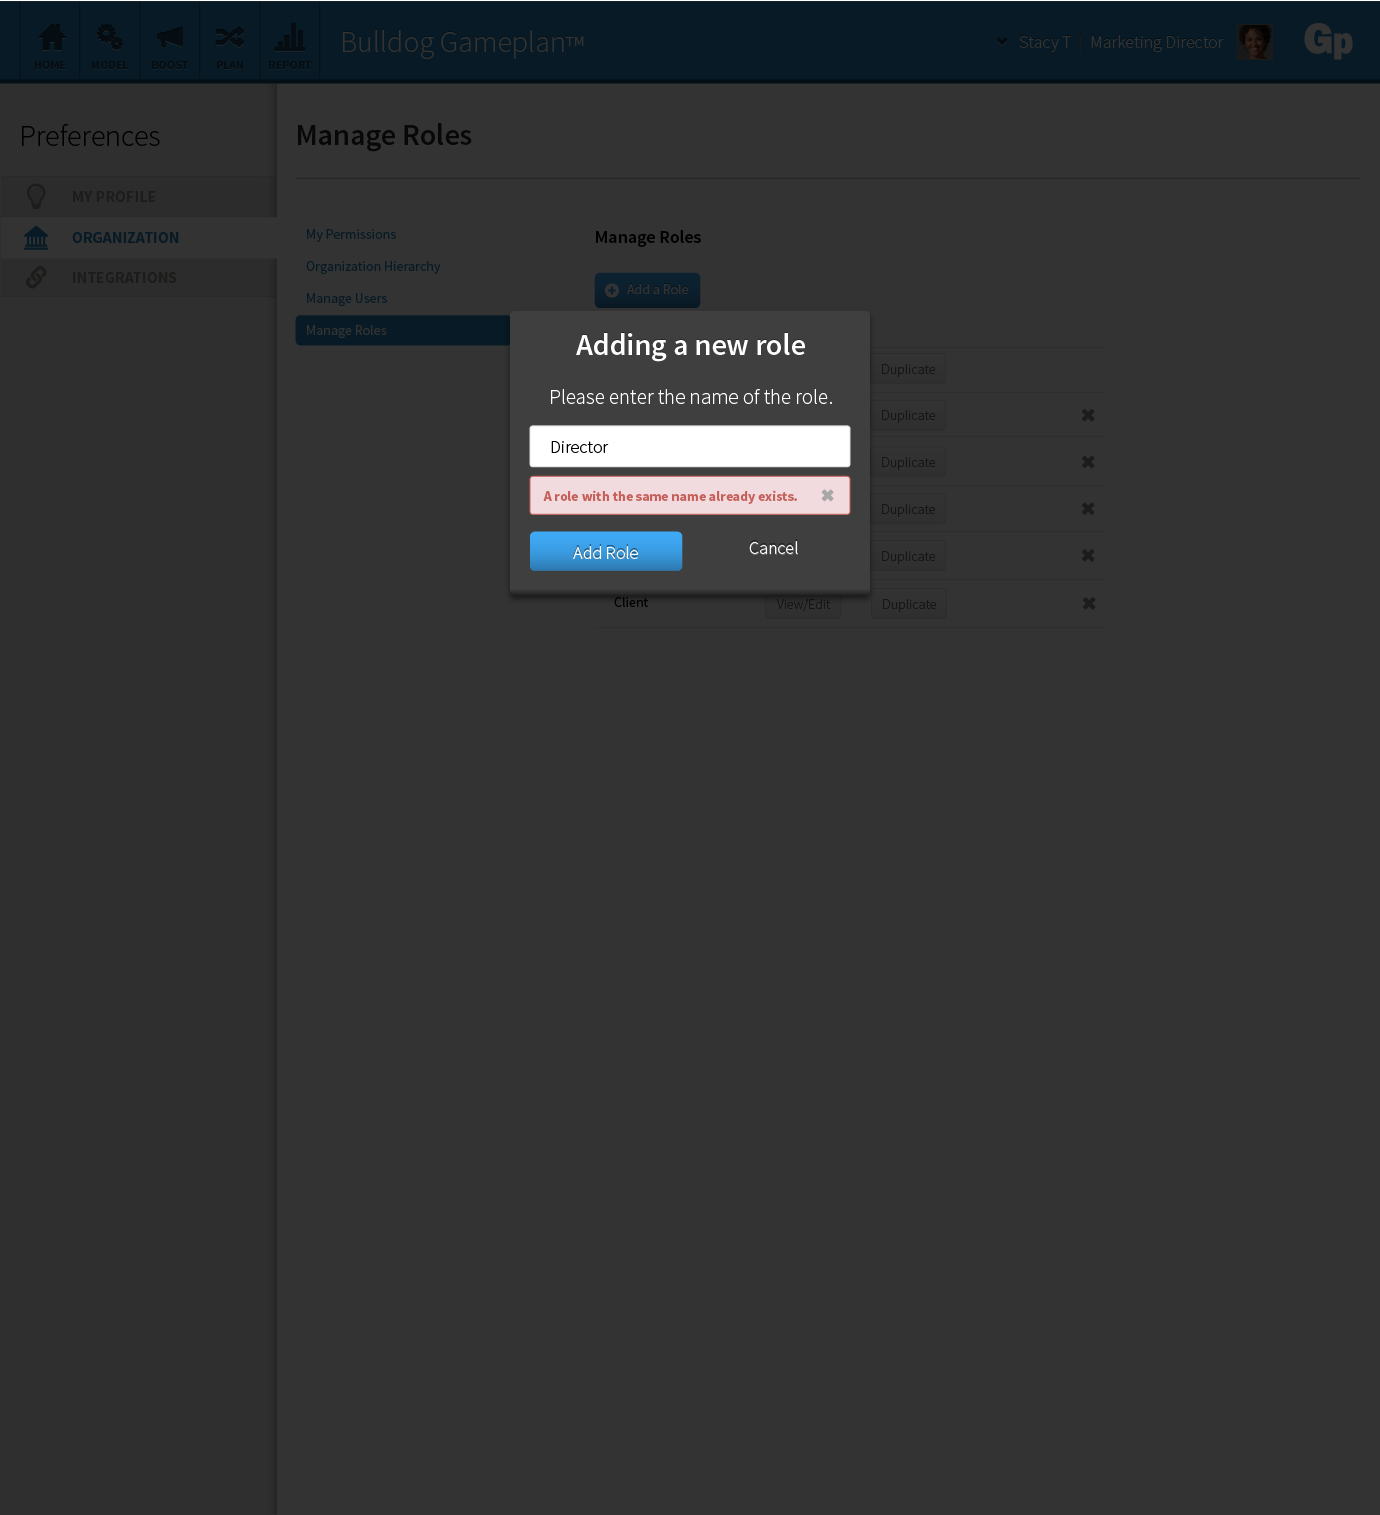 HOME
MODEL
BOOST
PLAN
REPORT
Bulldog Gameplan™
Stacy T | Marketing Director
Gp
Preferences
MY PROFILE
ORGANIZATION
INTEGRATIONS
Manage Roles
My Permissions
Organization Hierarchy
Manage Users
Manage Roles
Manage Roles
Add a Role
Adding a new role
Please enter the name of the role.
Director
A role with the same name already exists.
Add Role
Cancel
Duplicate
Duplicate
Duplicate
Duplicate
Duplicate
Client View/Edit Duplicate